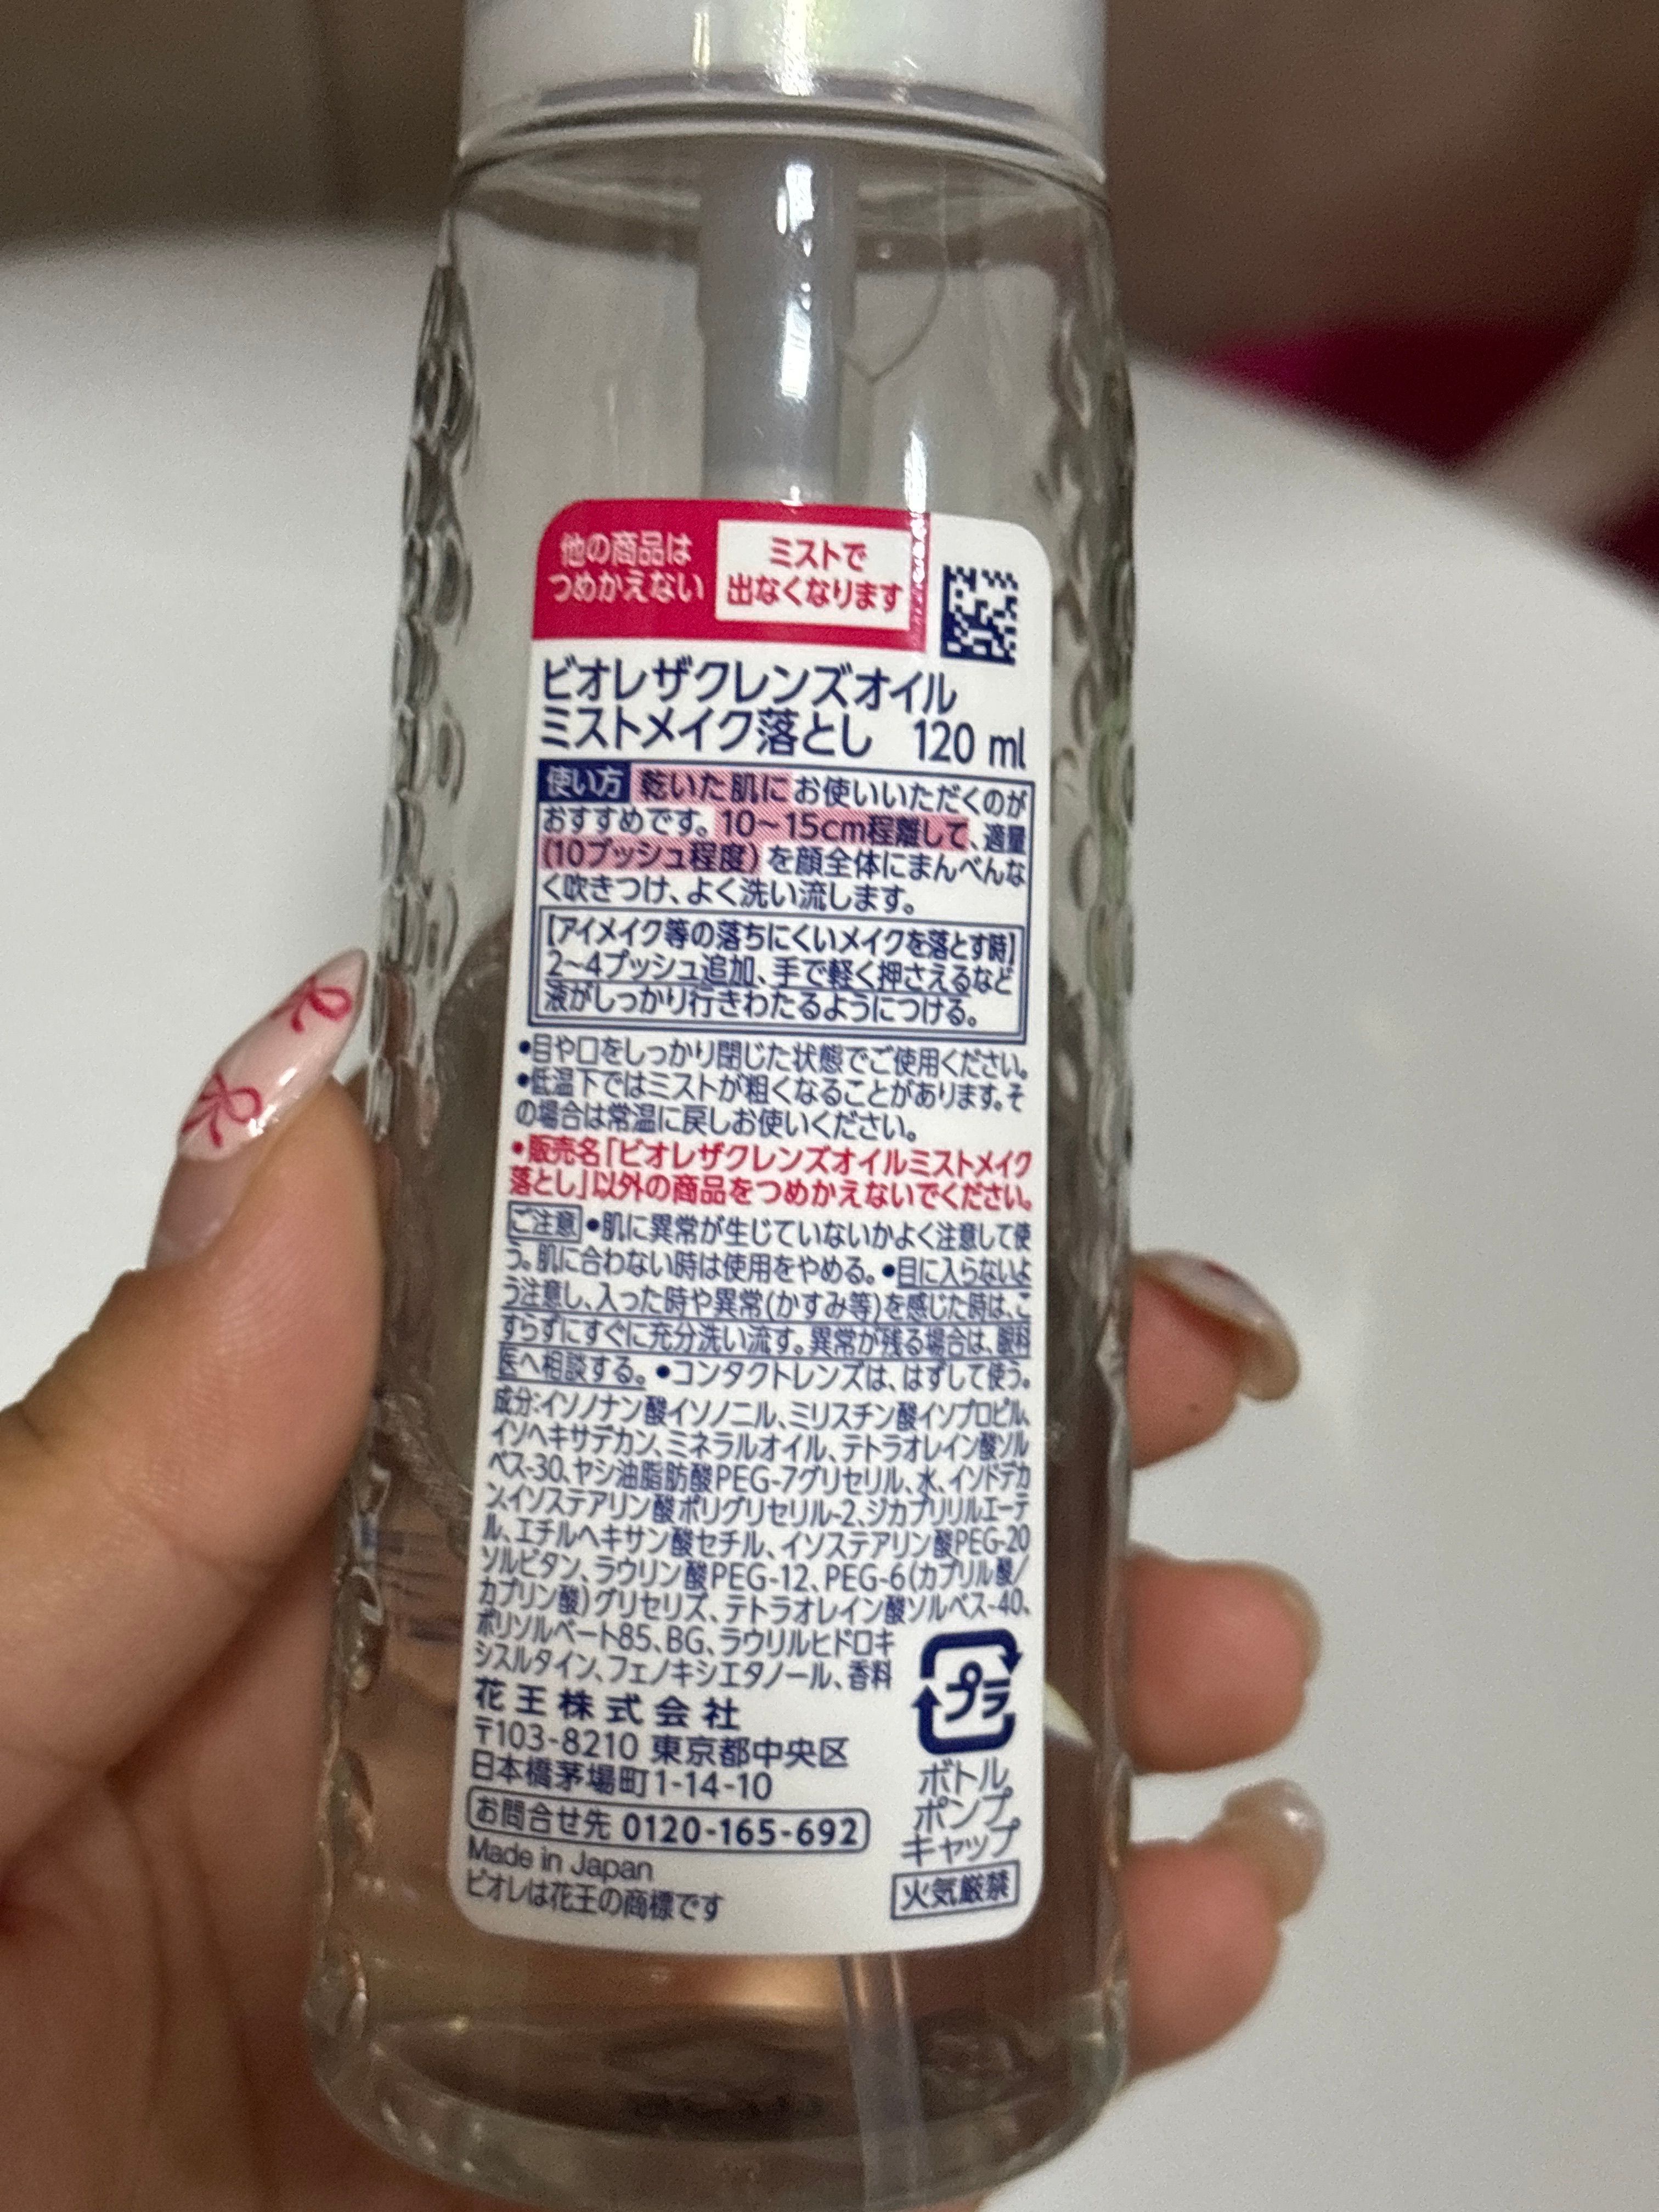 他の商品は
つめかえない
ミストで
出なくなります
ビオレザクレンズオイル
ミストメイク落とし 120 ml
使い方 乾いた肌にお使いいただくのが
おすすめです。10～15cm程離して、適量
(10プッシュ程度)を顔全体にまんべんな
く吹きつけ、よく洗い流します。
【アイメイク等の落ちにくいメイクを落とす時】
2～4プッシュ追加、手で軽く押さえるなど
液がしっかり行きわたるようにつける。
•目や口をしっかり閉じた状態でご使用ください。
•低温下ではミストが粗くなることがあります。そ
の場合は常温に戻しお使いください。
•販売名「ビオレザクレンズオイルミストメイク
落とし」以外の商品をつめかえないでください。
ご注意 •肌に異常が生じていないかよく注意して使
う。肌に合わない時は使用をやめる。•目に入らないよ
う注意し、入った時や異常(かすみ等)を感じた時は、こ
すらずにすぐに充分洗い流す。異常が残る場合は、眼科
医へ相談する。•コンタクトレンズは、はずして使う。
成分:イソノナン酸イソノニル、ミリスチン酸イソプロピル、
イソヘキサデカン、ミネラルオイル、テトラオレイン酸ソル
ベス-30、ヤシ油脂肪酸PEG-7グリセリル、水、イソドデカ
ン、イソステアリン酸ポリグリセリル-2、ジカプリリルエーテ
ル、エチルヘキサン酸セチル、イソステアリン酸PEG-20
ソルビタン、ラウリン酸PEG-12、PEG-6(カプリル酸/
カプリン酸)グリセリズ、テトラオレイン酸ソルベス-40、
ポリソルベート85、BG、ラウリルヒドロキ
シスルタイン、フェノキシエタノール、香料
花王株式会社
〒103-8210 東京都中央区
日本橋茅場町1-14-10
お問合せ先 0120-165-692
Made in Japan
ビオレは花王の商標です
プラ
ボトル
ポンプ
キャップ
火気厳禁